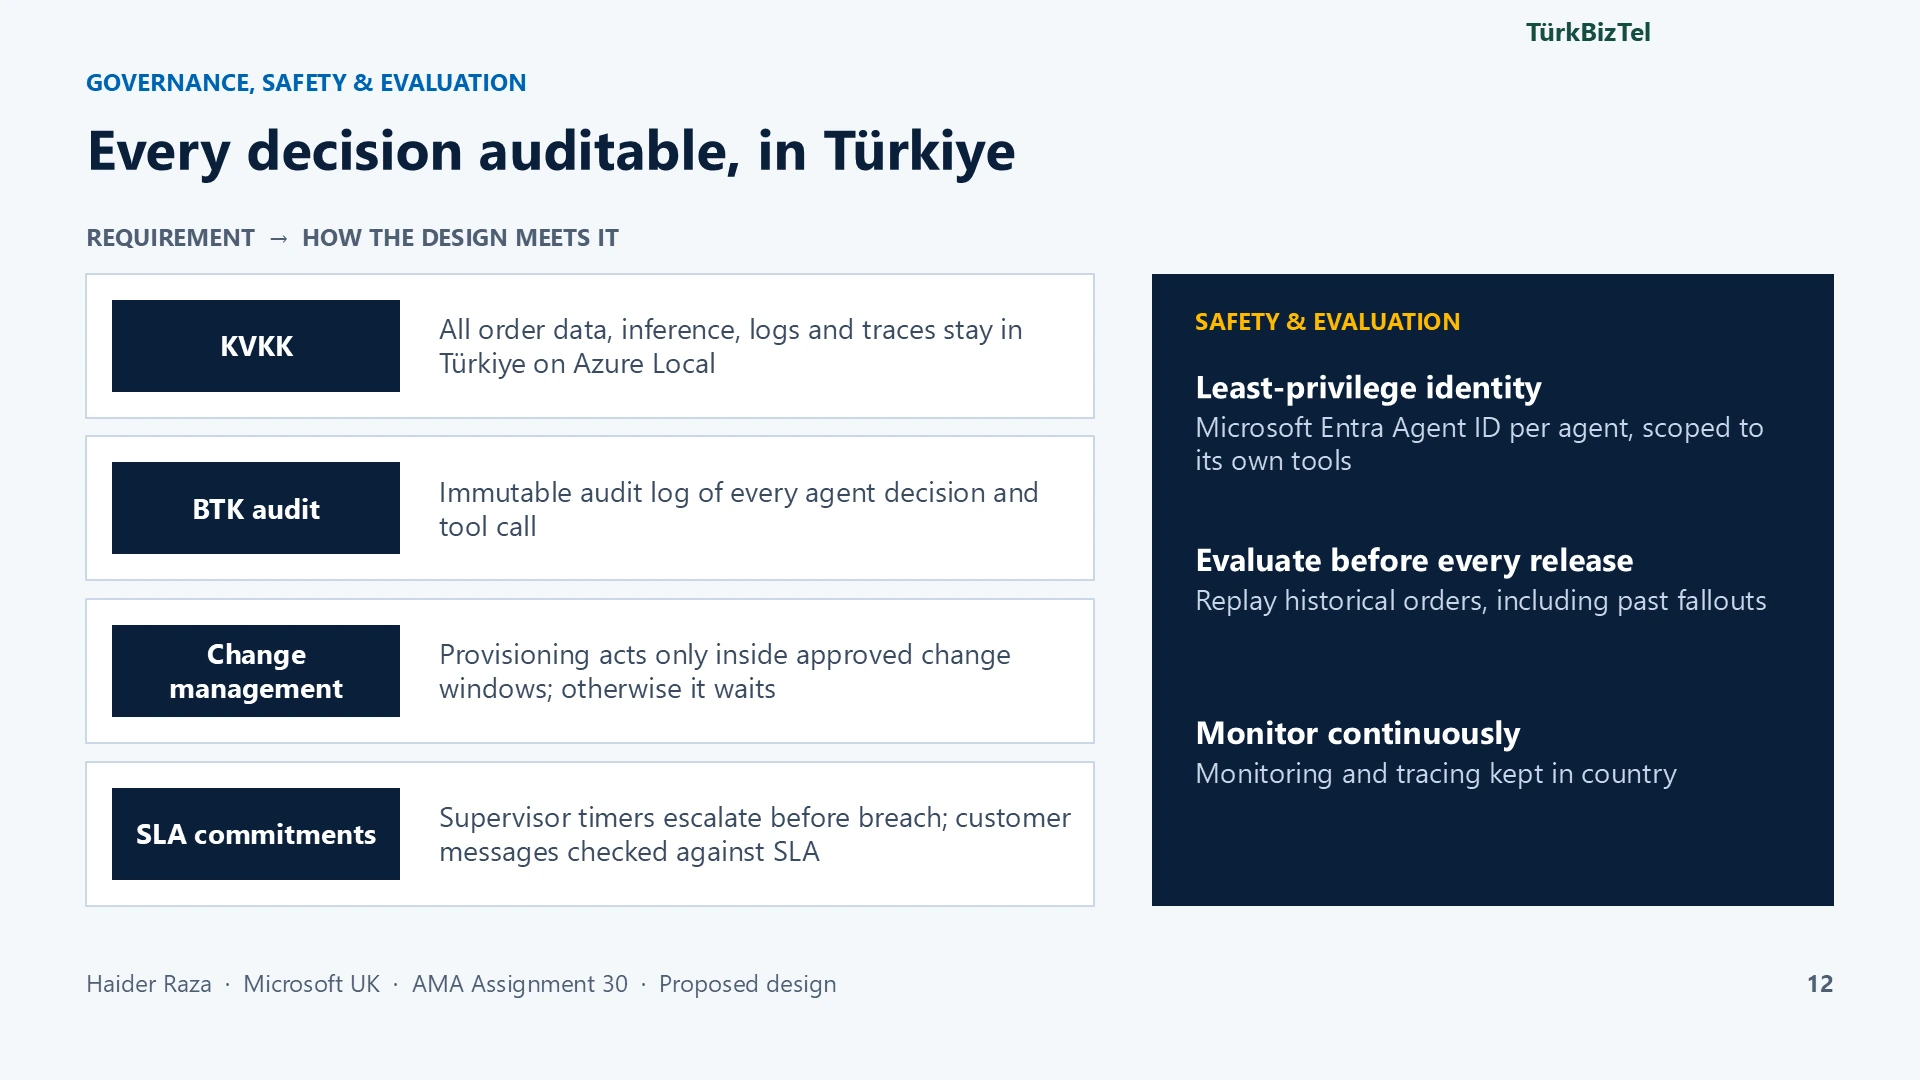 TürkBizTel
GOVERNANCE, SAFETY & EVALUATION
Every decision auditable, in Türkiye
REQUIREMENT → HOW THE DESIGN MEETS IT
KVKK
All order data, inference, logs and traces stay in
Türkiye on Azure Local
BTK audit
Immutable audit log of every agent decision and
tool call
Change
management
Provisioning acts only inside approved change
windows; otherwise it waits
SLA commitments
Supervisor timers escalate before breach; customer
messages checked against SLA
SAFETY & EVALUATION
Least-privilege identity
Microsoft Entra Agent ID per agent, scoped to
its own tools
Evaluate before every release
Replay historical orders, including past fallouts
Monitor continuously
Monitoring and tracing kept in country
Haider Raza · Microsoft UK · AMA Assignment 30 · Proposed design
12